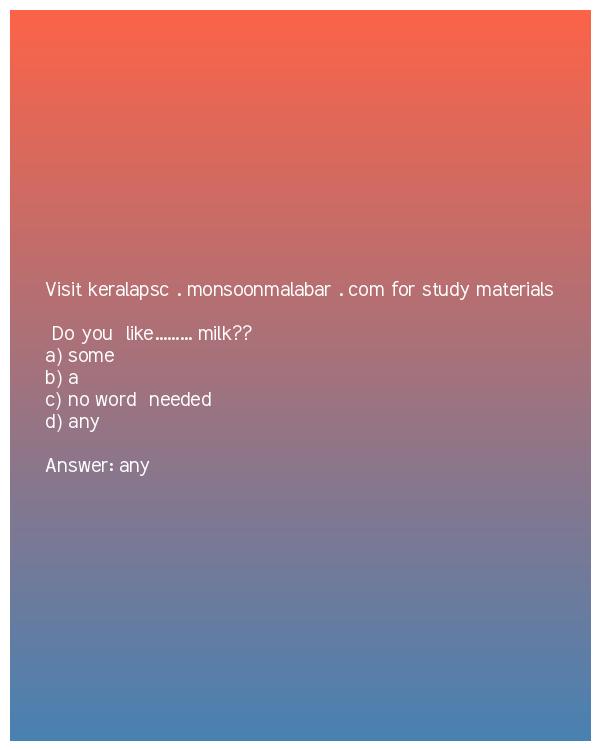 Visit keralapsc . monsoonmalabar . com for study materials
Do you like......... milk??
a) some
b) a
c) no word needed
d) any
Answer: any